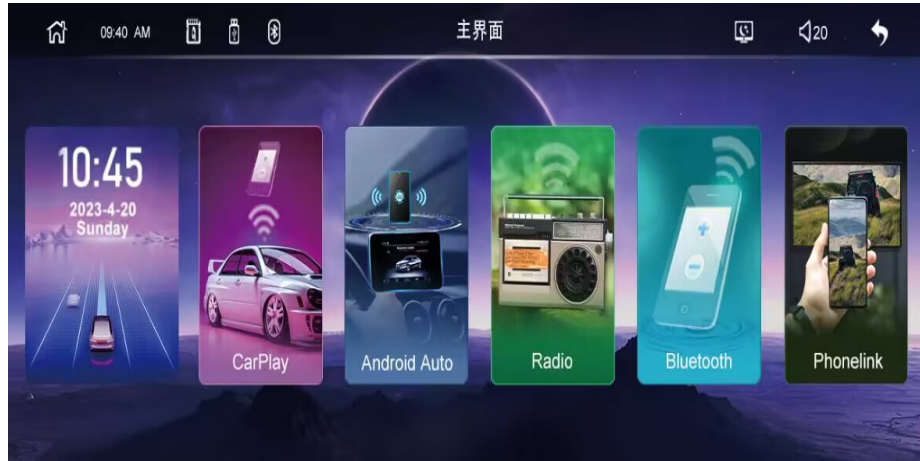 09:40 AM
主界面
20
10:45
2023-4-20
Sunday
CarPlay
Android Auto
Radio
Bluetooth
Phonelink